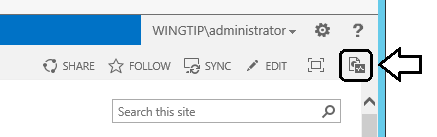 WINGTIP\administrator ?
SHARE FOLLOW SYNC EDIT
Search this site